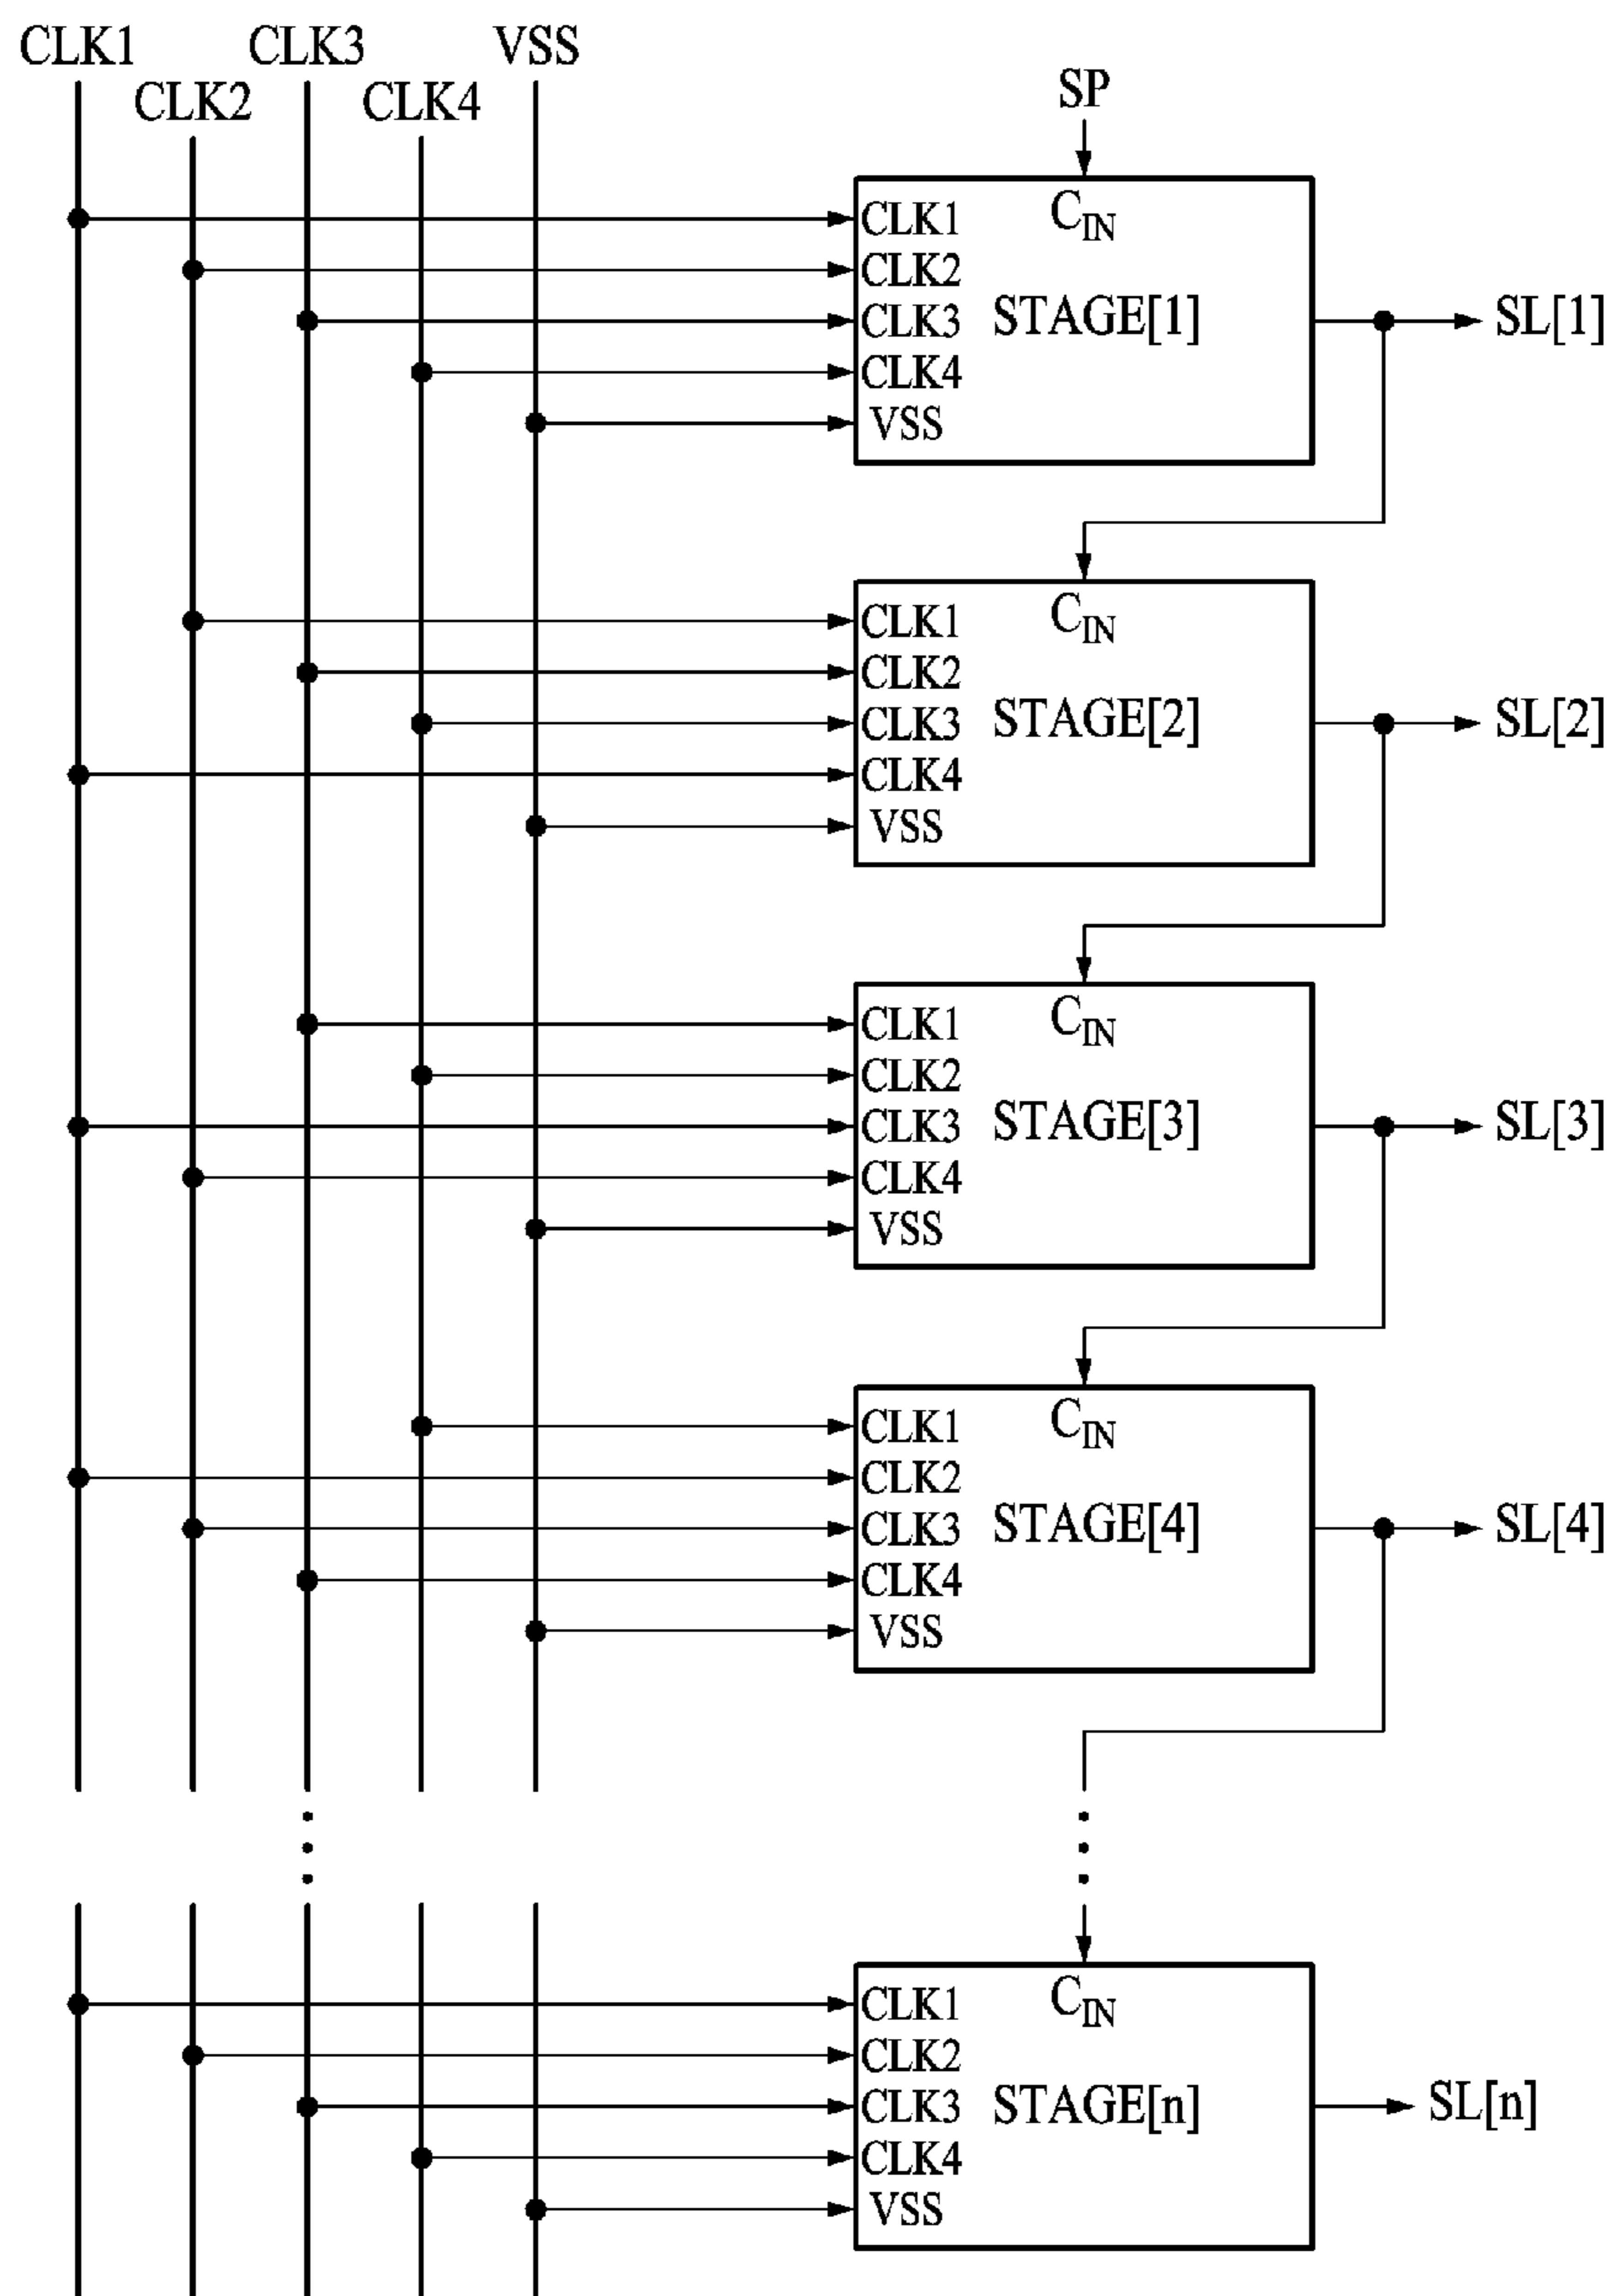 CLK1 CLK3 VSS
CLK2 CLK4
SP
CIN
CLK1
CLK2
CLK3 STAGE[1] SL[1]
CLK4
VSS
CIN
CLK1
CLK2
CLK3 STAGE[2] SL[2]
CLK4
VSS
CIN
CLK1
CLK2
CLK3 STAGE[3] SL[3]
CLK4
VSS
CIN
CLK1
CLK2
CLK3 STAGE[4] SL[4]
CLK4
VSS
CIN
CLK1
CLK2
CLK3 STAGE[n] SL[n]
CLK4
VSS